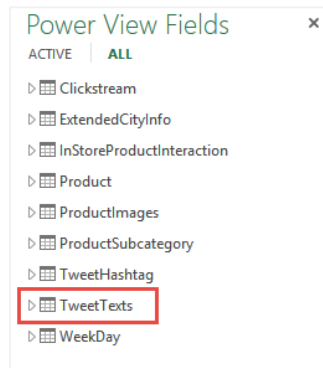 Power View Fields
ACTIVE ALL
Clickstream
ExtendedCityInfo
InStoreProductInteraction
Product
ProductImages
ProductSubcategory
TweetHashtag
TweetTexts
WeekDay